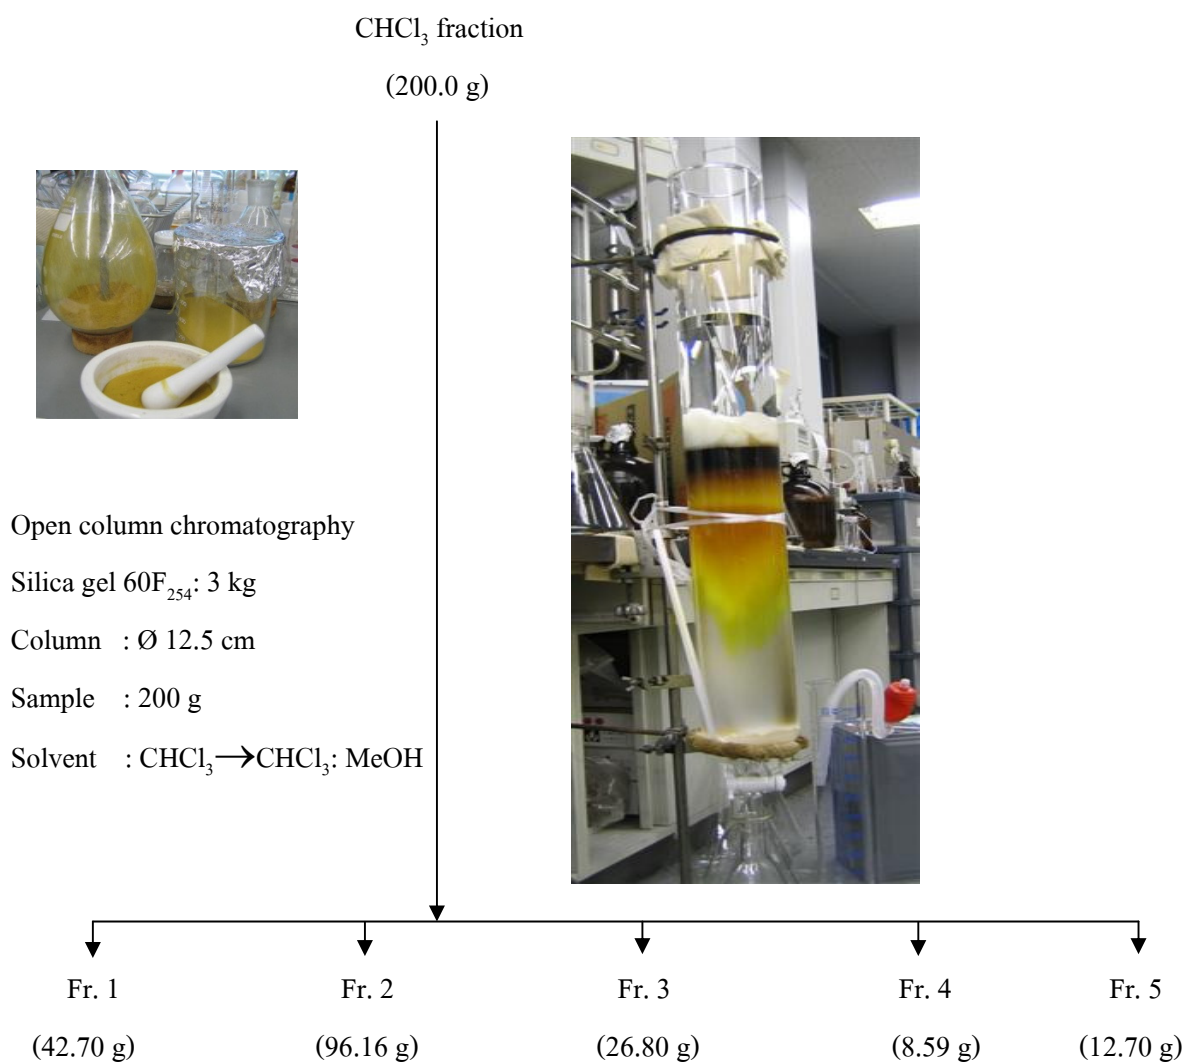 CHCl₃ fraction
(200.0 g)
Open column chromatography
Silica gel 60F₂₅₄: 3 kg
Column : Ø 12.5 cm
Sample : 200 g
Solvent : CHCl₃→CHCl₃: MeOH
Fr. 1 Fr. 2 Fr. 3 Fr. 4 Fr. 5
(42.70 g) (96.16 g) (26.80 g) (8.59 g) (12.70 g)